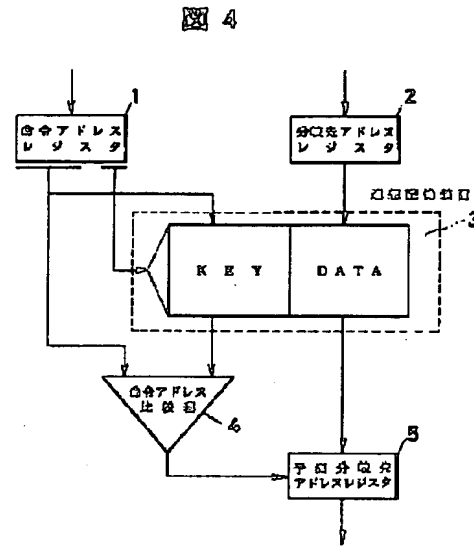 図 4
1
命令アドレス
レジスタ
2
分岐先アドレス
レジスタ
3
KEY
DATA
命令アドレス
比較器
4
5
予測分岐先
アドレスレジスタ